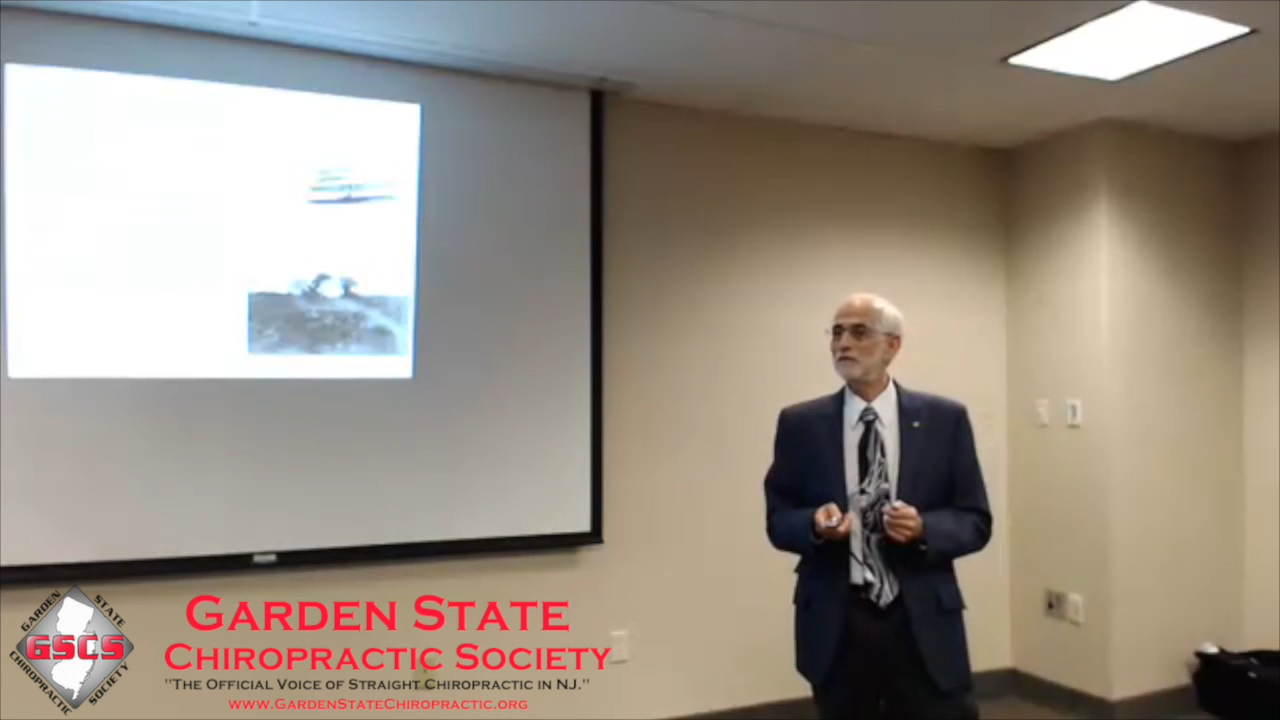 GARDEN STATE
GSCS
CHIROPRACTIC SOCIETY
GARDEN STATE
CHIROPRACTIC SOCIETY
"THE OFFICIAL VOICE OF STRAIGHT CHIROPRACTIC IN NJ."
WWW.GARDENSTATECHIROPRACTIC.ORG